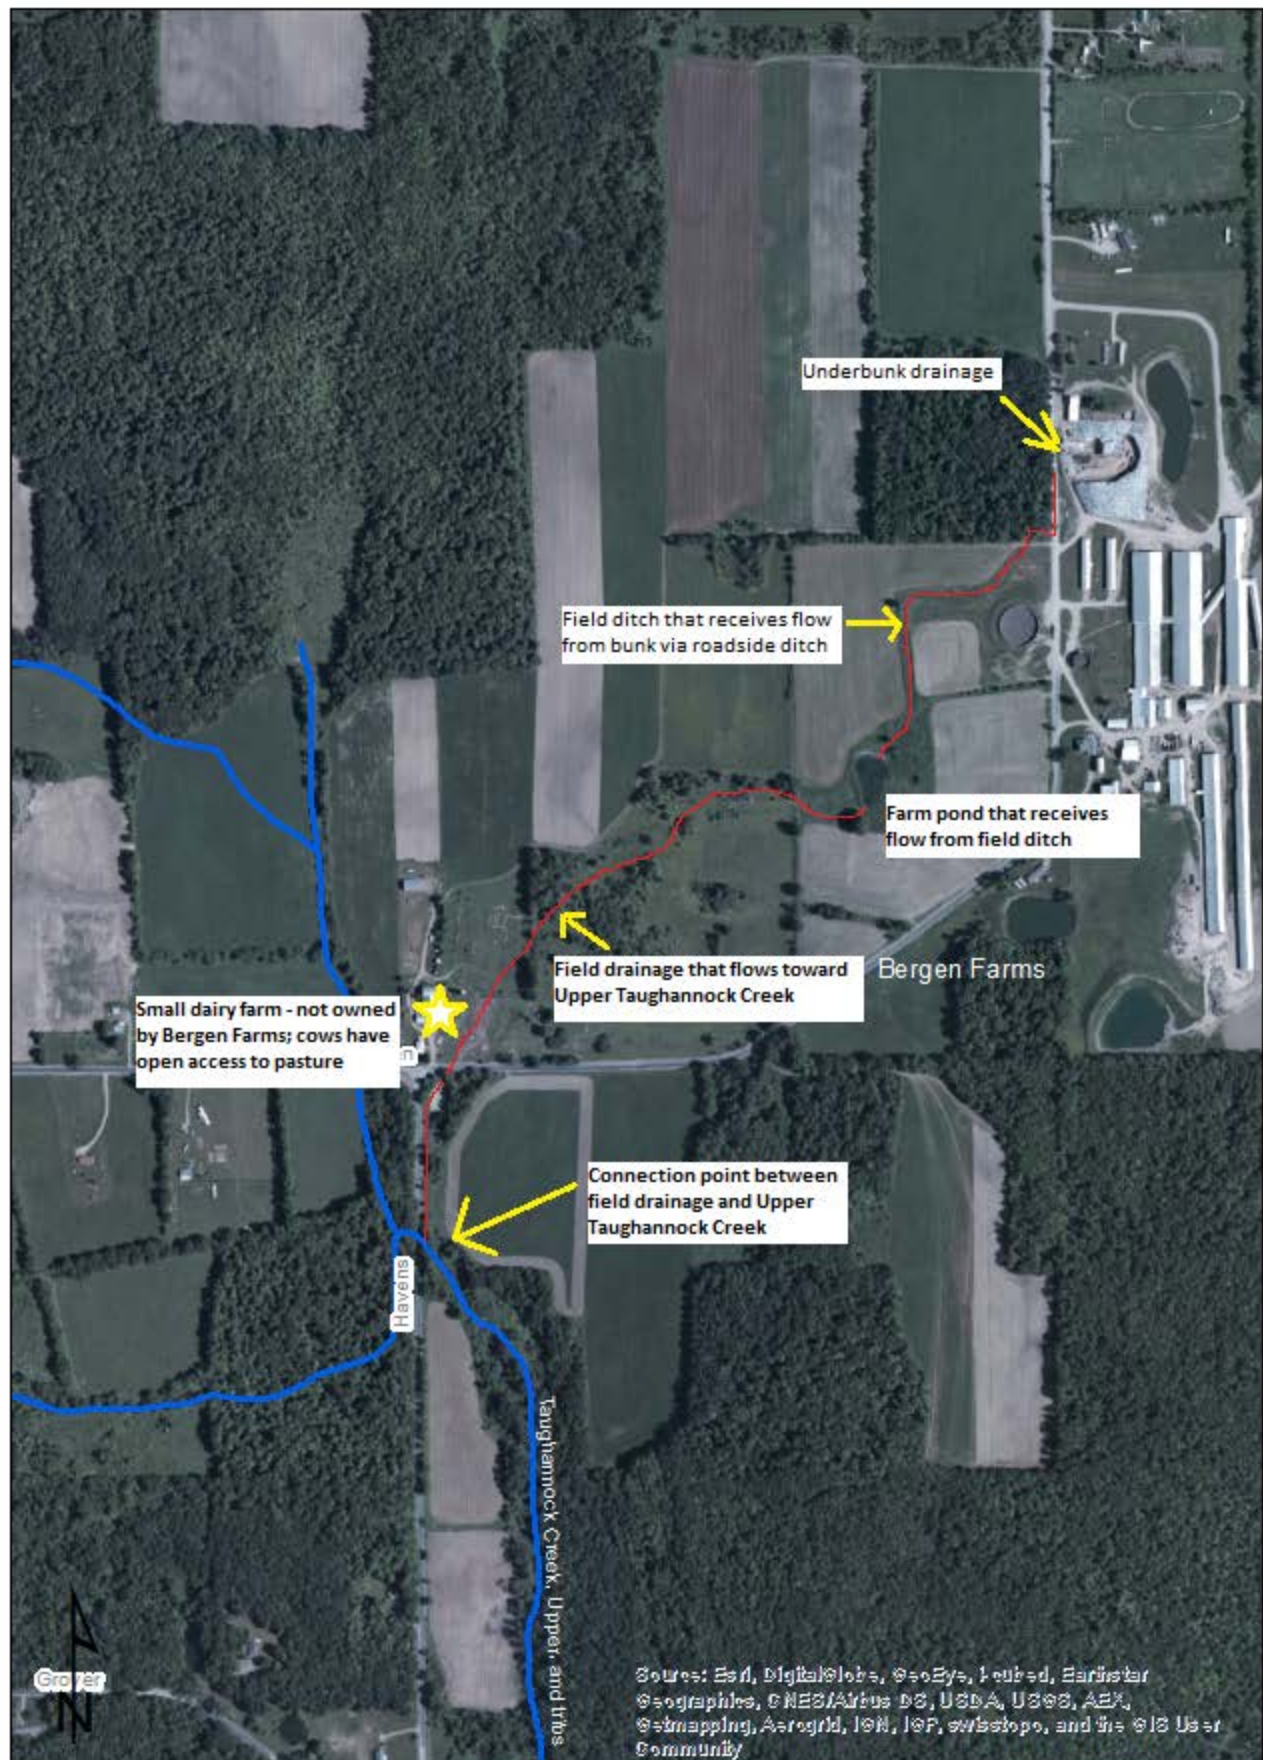 Underbunk drainage
Field ditch that receives flow
from bunk via roadside ditch
Farm pond that receives
flow from field ditch
Field drainage that flows toward
Upper Taughannock Creek
Bergen Farms
Small dairy farm - not owned
by Bergen Farms; cows have
open access to pasture
Connection point between
field drainage and Upper
Taughannock Creek
Havens
Taughannock Creek, Upper, and tribs
Grover
N
Source: Esri, DigitalGlobe, GeoEye, i-cubed, Earthstar
Geographics, CNES/Airbus DS, USDA, USGS, AEX,
Getmapping, Aerogrid, IGN, IGP, swisstopo, and the GIS User
Community